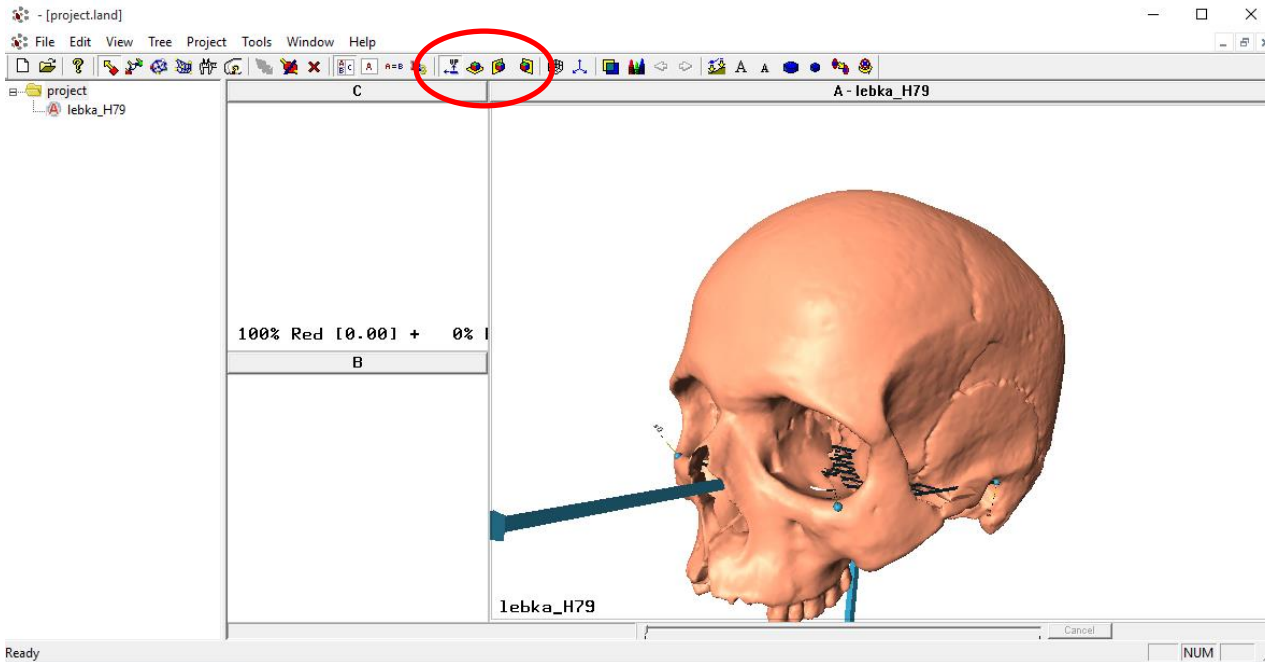 - [project.land]
File Edit View Tree Project Tools Window Help
A=B A A
project
lebka_H79
C
A - lebka_H79
100% Red [0.00] + 0%
B
lebka_H79
Cancel
Ready
NUM